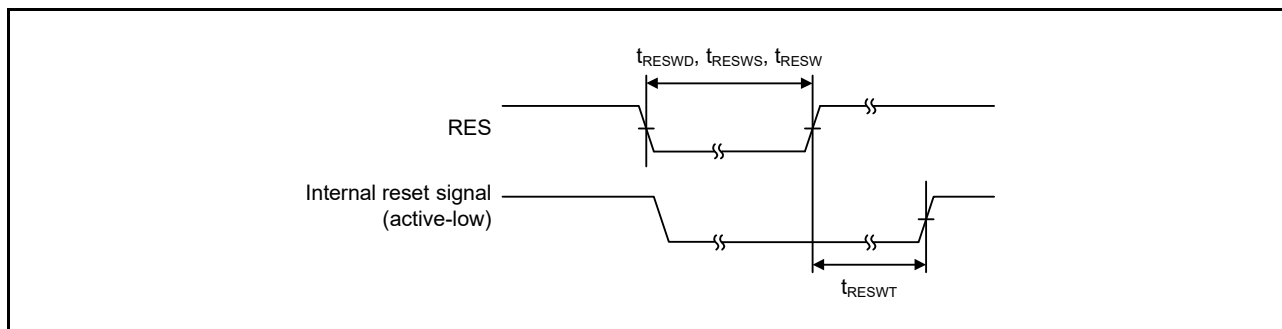 tRESWD, tRESWS, tRESW
RES
Internal reset signal
(active-low)
tRESWT